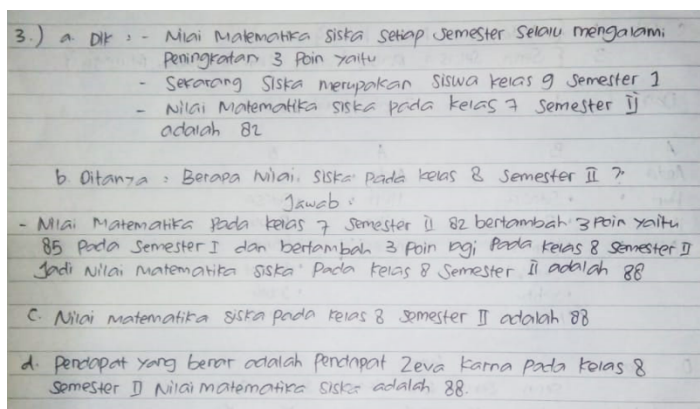 3.) a. Dik : - Nilai Matematika Siska setiap semester selalu mengalami
Peningkatan 3 Poin yaitu
- Sekarang Siska merupakan siswa kelas 9 semester 1
- Nilai Matematika siska pada kelas 7 semester II
adalah 82
b. Ditanya : Berapa Nilai siska pada kelas 8 semester II ?
Jawab :
- Nilai Matematika Pada kelas 7 semester II 82 bertambah 3 Poin yaitu
85 Pada semester I dan bertambah 3 Poin lagi Pada kelas 8 semester II
Jadi Nilai Matematika siska Pada kelas 8 semester II adalah 88
C. Nilai matematika siska pada kelas 8 semester II adalah 88
d. Pendapat yang benar adalah Pendapat Zeva karna pada kelas 8
semester II Nilai matematika siska adalah 88.